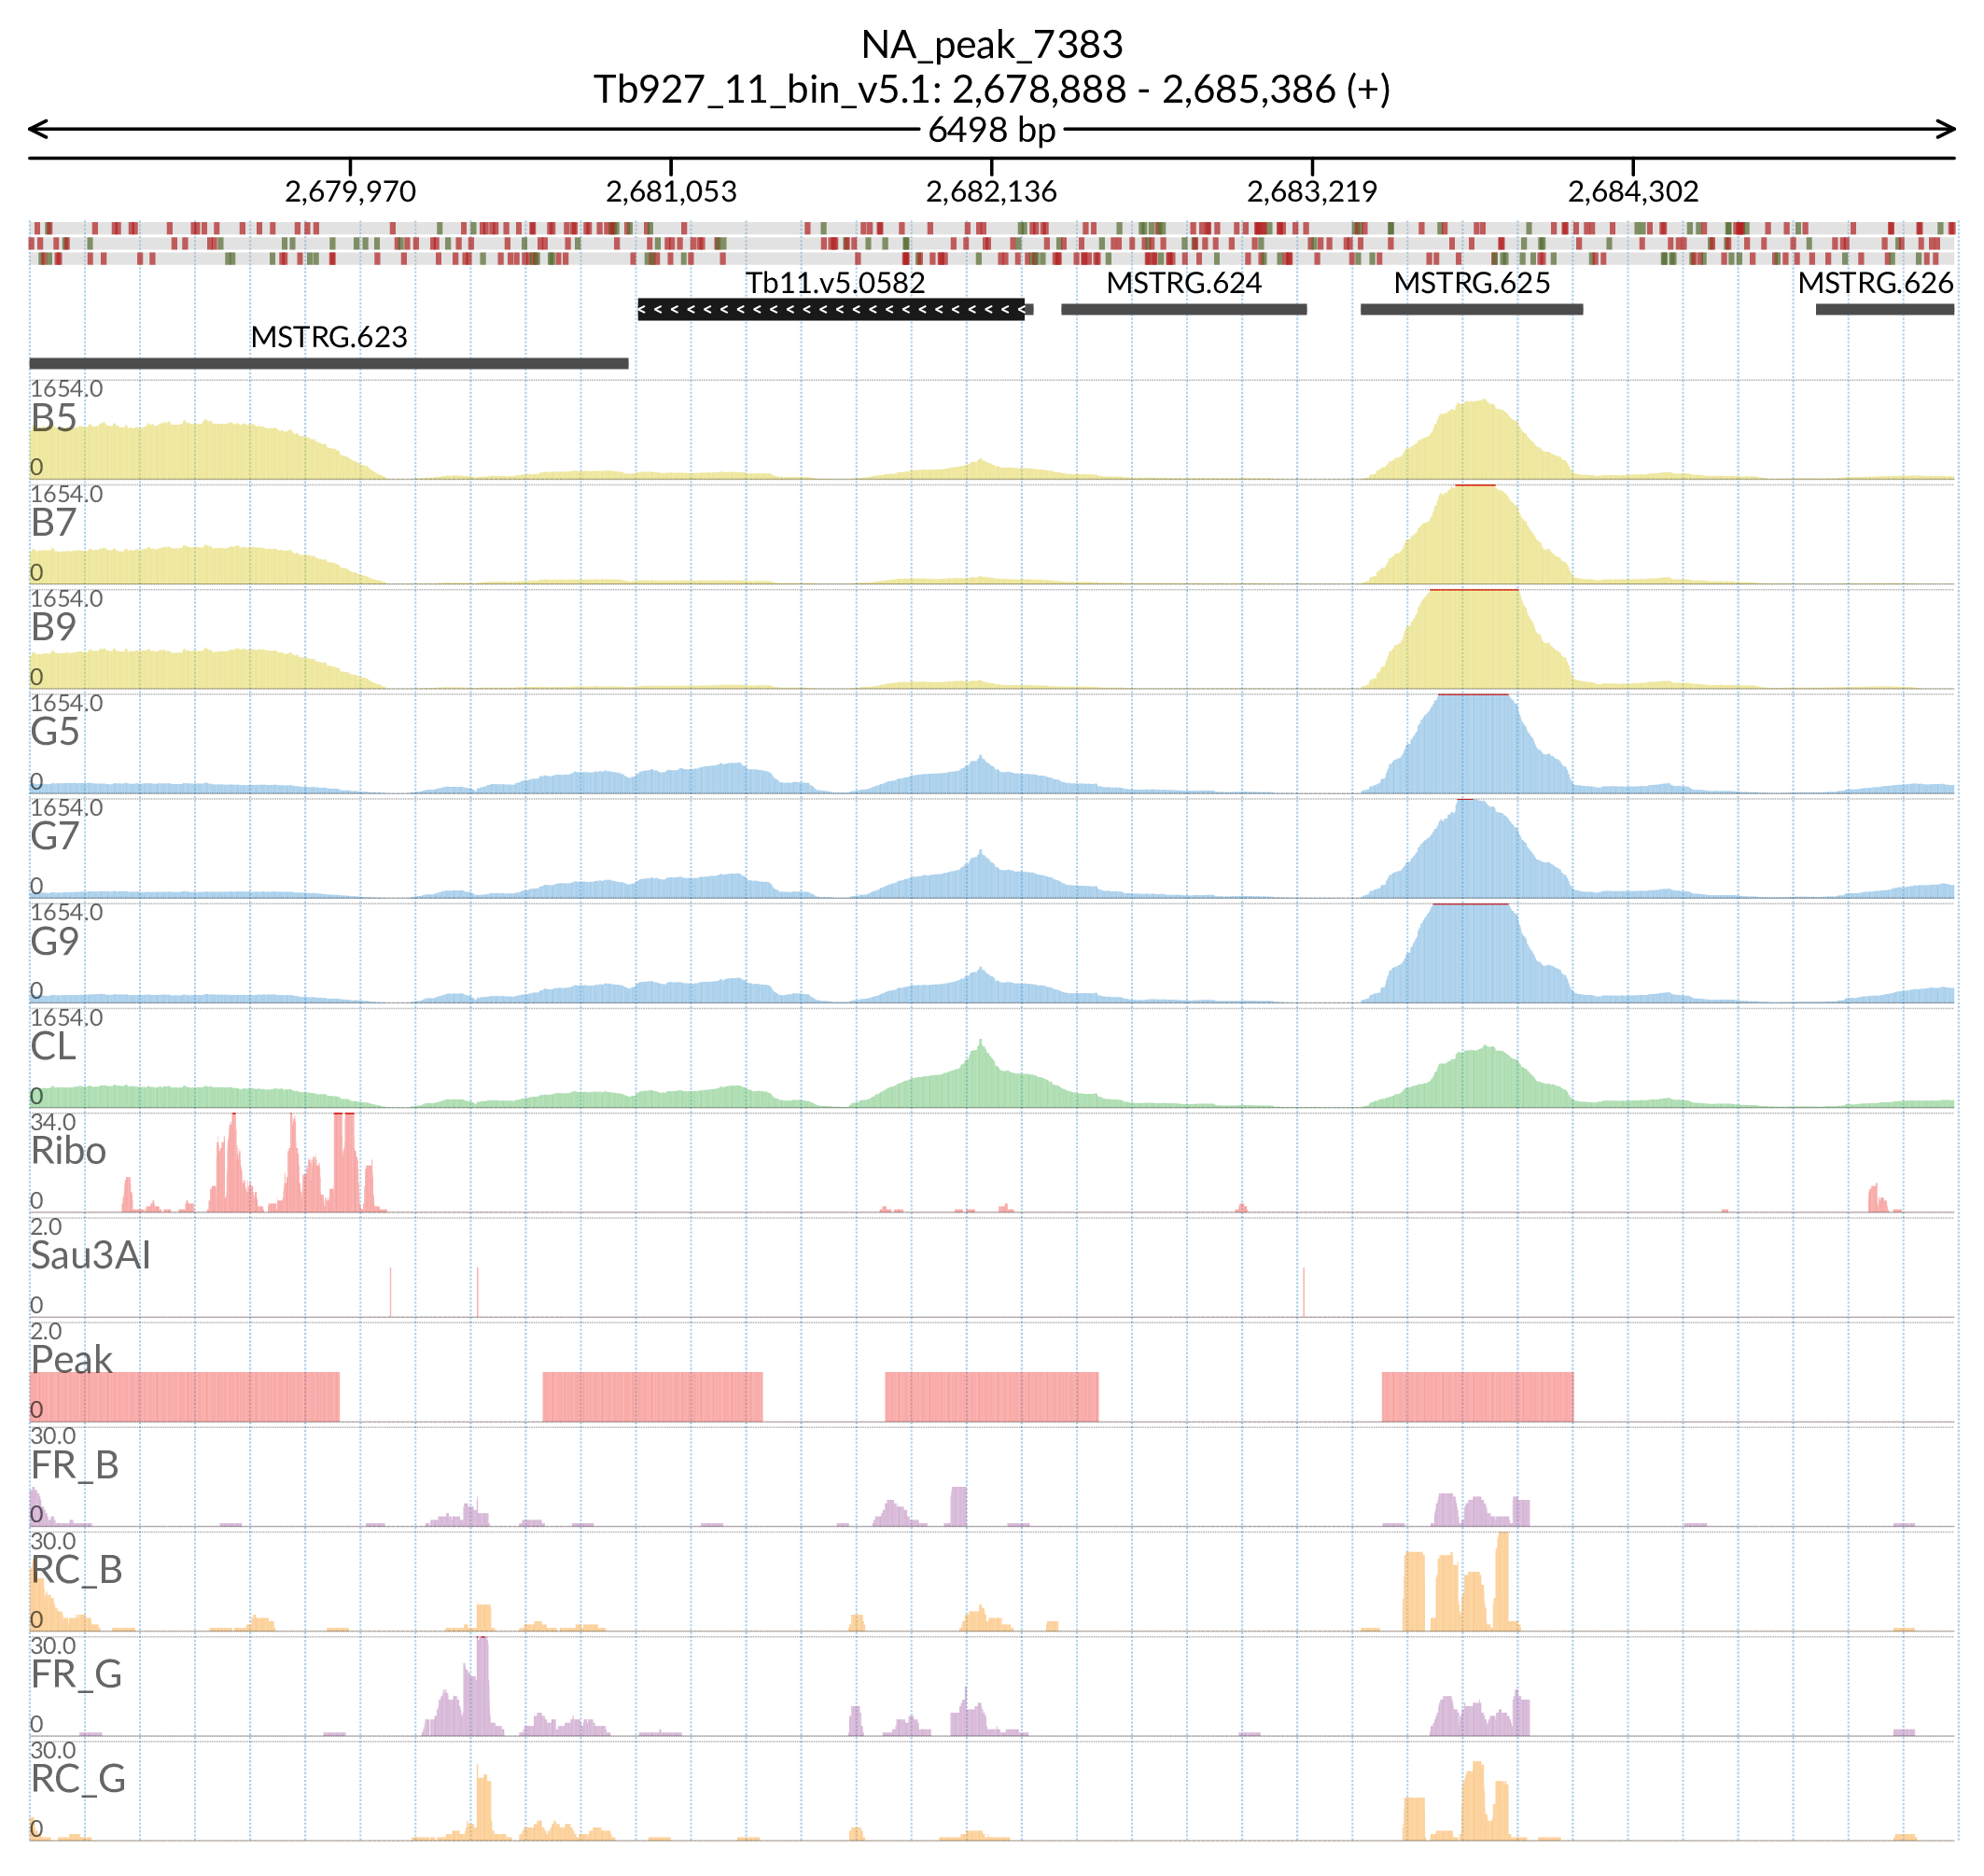 NA_peak_7383
Tb927_11_bin_v5.1: 2,678,888 - 2,685,386 (+)
6498 bp
2,679,970 2,681,053 2,682,136 2,683,219 2,684,302
Tb11.v5.0582 MSTRG.624 MSTRG.625 MSTRG.626
< < < < < < < < < < < < < < < < < < < < < < < <
MSTRG.623
1654.0
B5
0
1654.0
B7
0
1654.0
B9
0
1654.0
G5
0
1654.0
G7
0
1654.0
G9
0
1654.0
CL
0
34.0
Ribo
0
2.0
Sau3AI
0
2.0
Peak
0
30.0
FR_B
0
30.0
RC_B
0
30.0
FR_G
0
30.0
RC_G
0